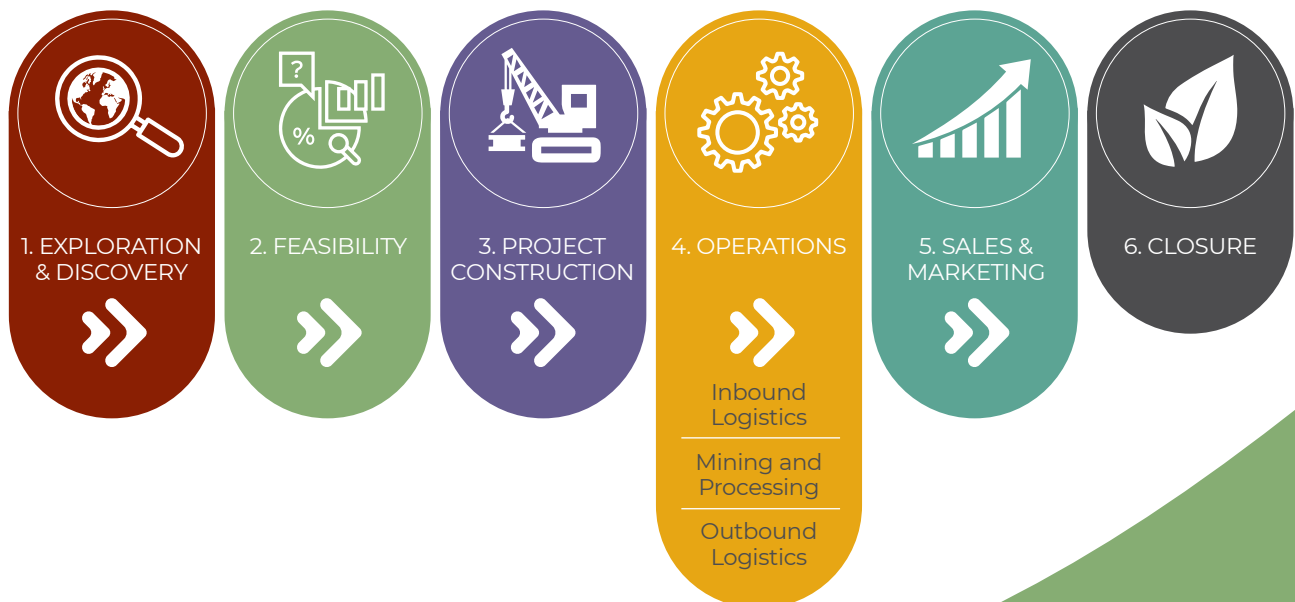 ?
%
1. EXPLORATION
& DISCOVERY
2. FEASIBILITY
3. PROJECT
CONSTRUCTION
4. OPERATIONS
Inbound
Logistics
Mining and
Processing
Outbound
Logistics
5. SALES &
MARKETING
6. CLOSURE